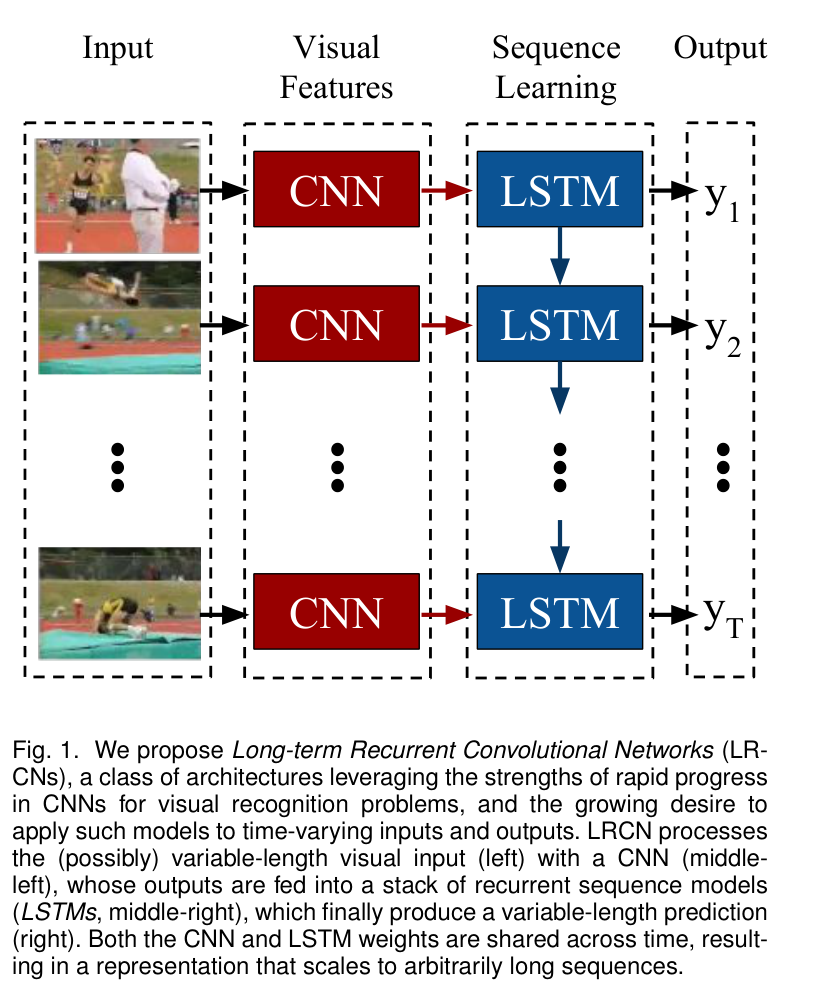 Input
Visual
Features
Sequence
Learning
Output
CNN
LSTM
y1
CNN
LSTM
y2
CNN
LSTM
yT
Fig. 1. We propose Long-term Recurrent Convolutional Networks (LR-
CNs), a class of architectures leveraging the strengths of rapid progress
in CNNs for visual recognition problems, and the growing desire to
apply such models to time-varying inputs and outputs. LRCN processes
the (possibly) variable-length visual input (left) with a CNN (middle-
left), whose outputs are fed into a stack of recurrent sequence models
(LSTMs, middle-right), which finally produce a variable-length prediction
(right). Both the CNN and LSTM weights are shared across time, result-
ing in a representation that scales to arbitrarily long sequences.